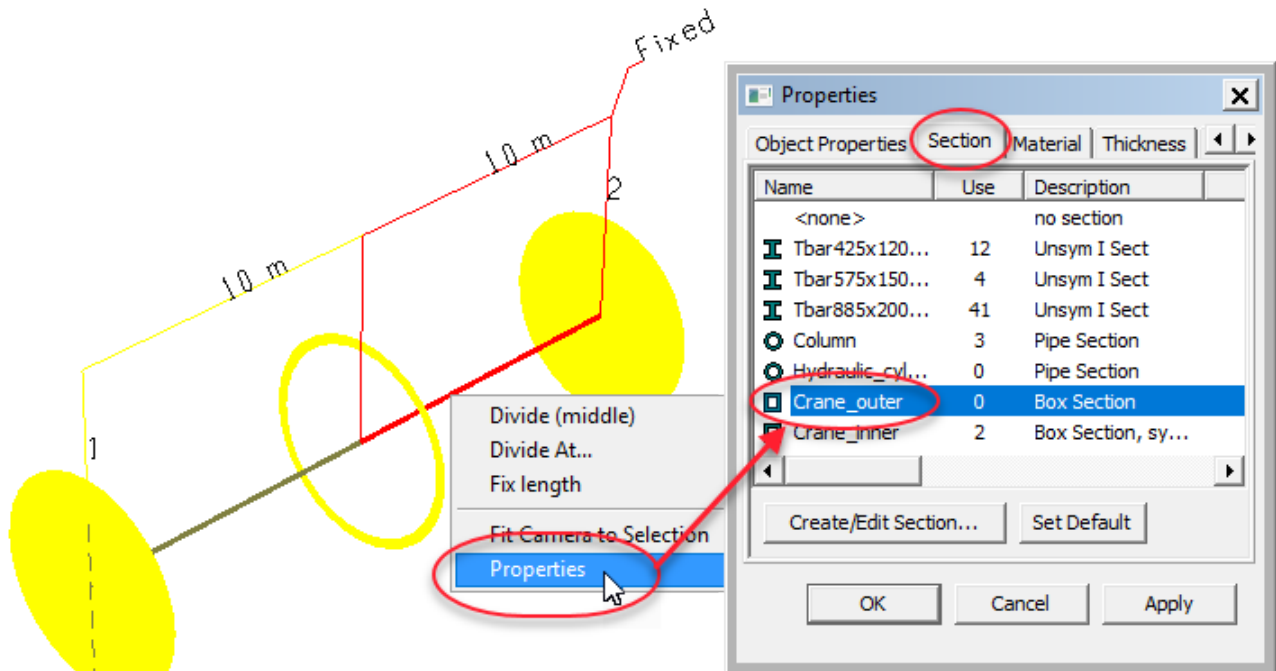 Fixed
10 m
2
10 m
1
Divide (middle)
Divide At...
Fix length
Fit Camera to Selection
Properties
Properties
Object Properties Section Material Thickness
Name Use Description
<none> no section
Tbar425x120... 12 Unsym I Sect
Tbar575x150... 4 Unsym I Sect
Tbar885x200... 41 Unsym I Sect
Column 3 Pipe Section
Hydraulic_cyl... 0 Pipe Section
Crane_outer 0 Box Section
Crane_inner 2 Box Section, sy...
Create/Edit Section... Set Default
OK Cancel Apply